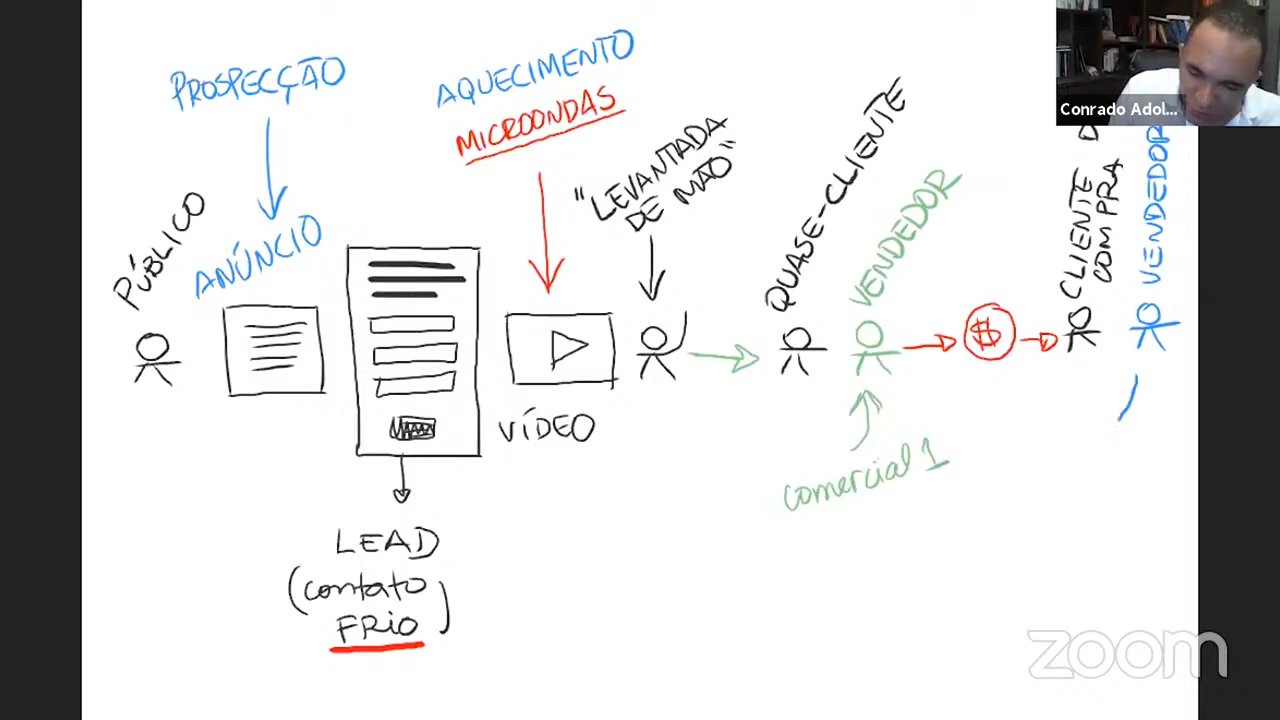 PROSPECÇÃO
AQUECIMENTO
MICROONDAS
"LEVANTADA
DE MÃO"
PÚBLICO
ANÚNCIO
QUASE-CLIENTE
VENDEDOR
CLIENTE
COMPRA
VENDEDOR
$
VÍDEO
comercial 1
LEAD
(contato
FRIO)
Conrado Adol...
zoom